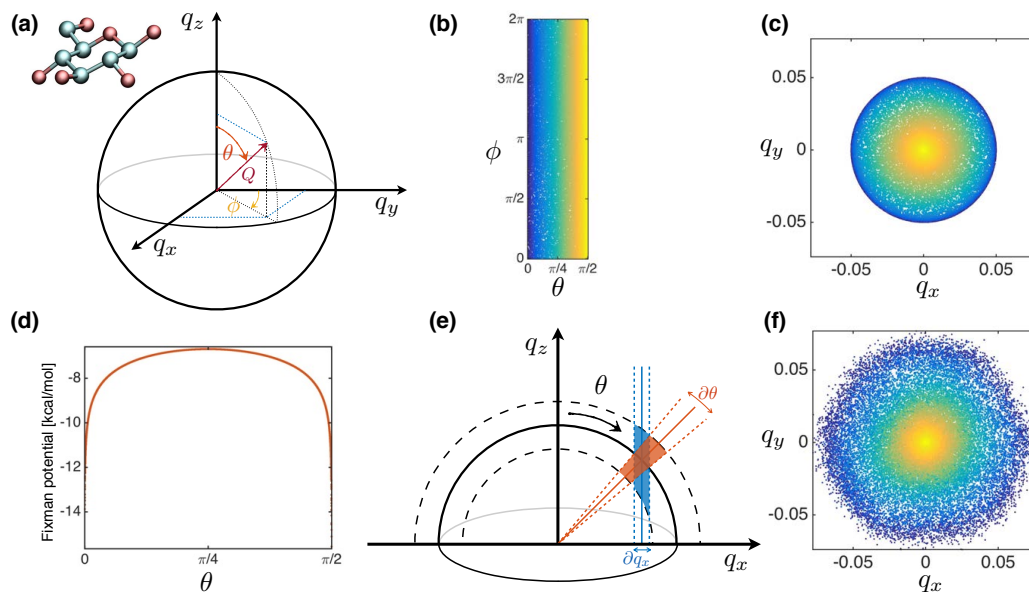 (a)
q_z
θ
Q
ϕ
q_y
q_x
(b)
2π
3π/2
π
ϕ
π/2
0
0 π/4 π/2
θ
(c)
0.05
q_y 0
-0.05
-0.05 0 0.05
q_x
(d)
Fixman potential [kcal/mol]
-8
-10
-12
-14
0 π/4 π/2
θ
(e)
q_z
θ
∂θ
∂q_x
q_x
(f)
0.05
q_y 0
-0.05
-0.05 0 0.05
q_x